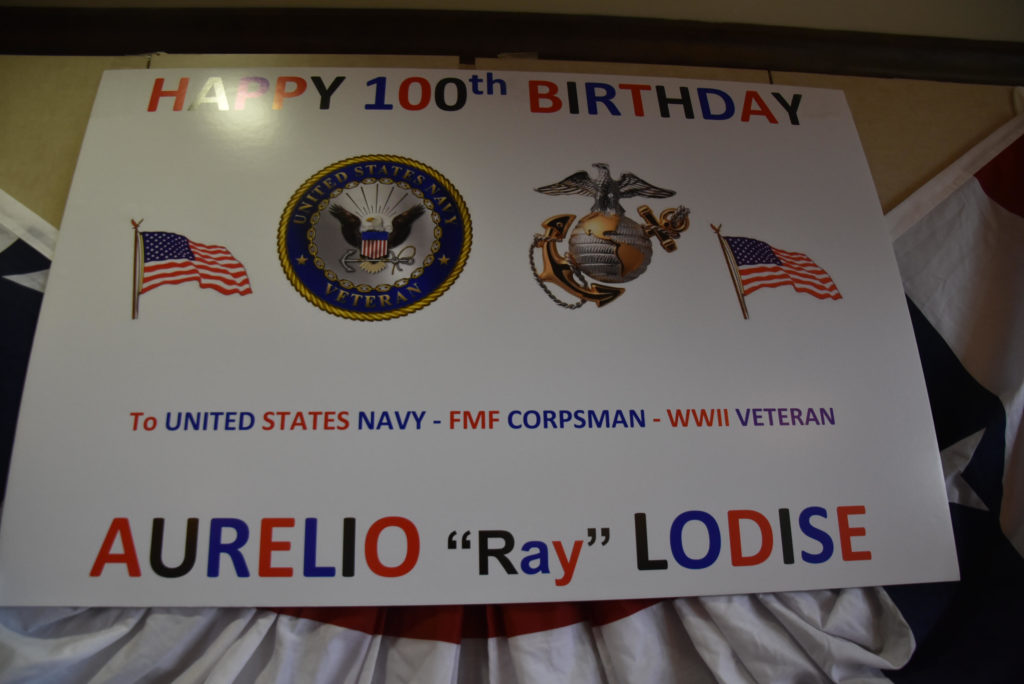 HAPPY 100th BIRTHDAY
UNITED STATES NAVY
VETERAN
To UNITED STATES NAVY - FMF CORPSMAN - WWII VETERAN
AURELIO “Ray” LODISE